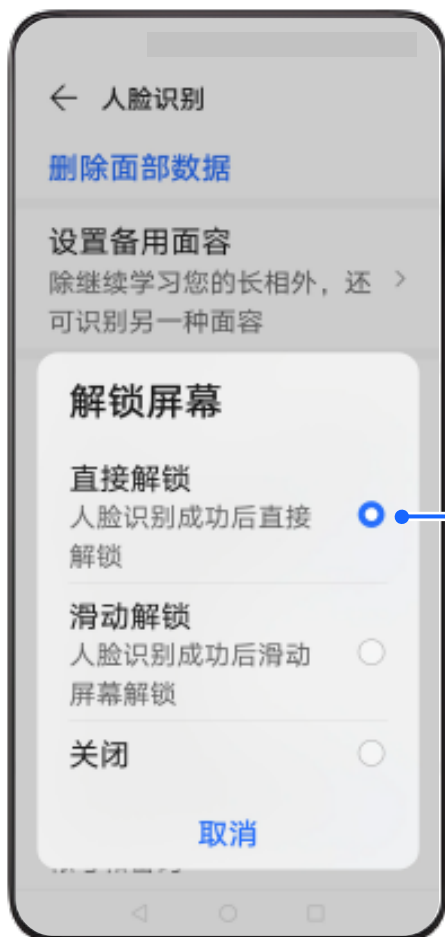 人脸识别
删除面部数据
设置备用面容
除继续学习您的长相外，还
可识别另一种面容
解锁屏幕
直接解锁
人脸识别成功后直接
解锁
滑动解锁
人脸识别成功后滑动
屏幕解锁
关闭
取消